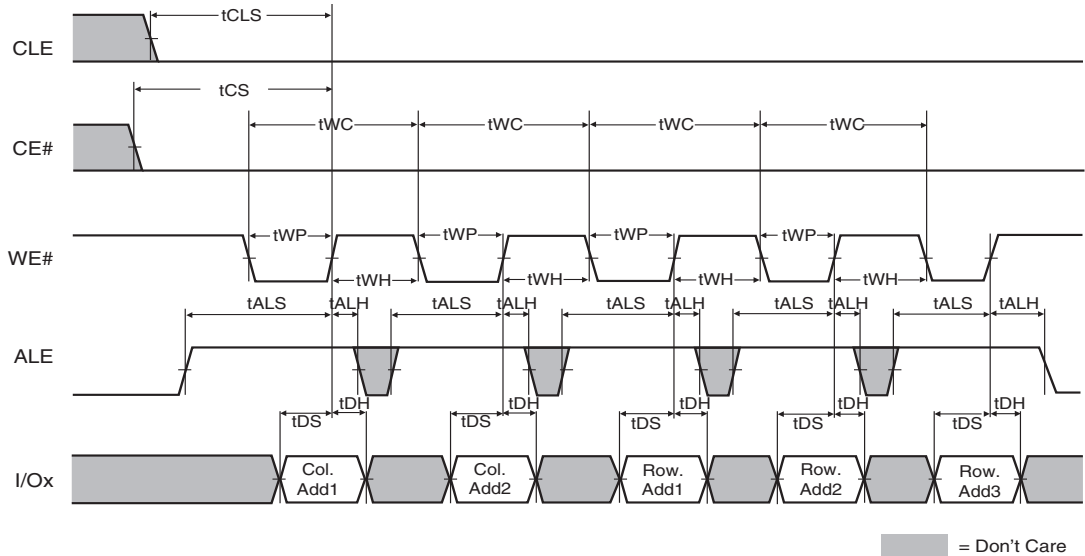 tCLS
CLE
tCS
tWC tWC tWC tWC
CE#
tWP tWP tWP tWP
WE#
tWH tWH tWH tWH
tALS tALH tALS tALH tALS tALH tALS tALH tALS tALH
ALE
tDH tDH tDH tDH tDH
tDS tDS tDS tDS tDS
I/Ox
Col. Add1
Col. Add2
Row. Add1
Row. Add2
Row. Add3
= Don't Care